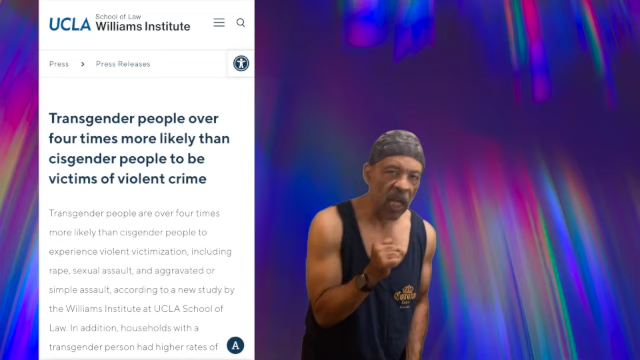 UCLA
School of Law
Williams Institute
Press > Press Releases
Transgender people over
four times more likely than
cisgender people to be
victims of violent crime
Transgender people are over four times
more likely than cisgender people to
experience violent victimization, including
rape, sexual assault, and aggravated or
simple assault, according to a new study by
the Williams Institute at UCLA School of
Law. In addition, households with a
transgender person had higher rates of
A
Corona